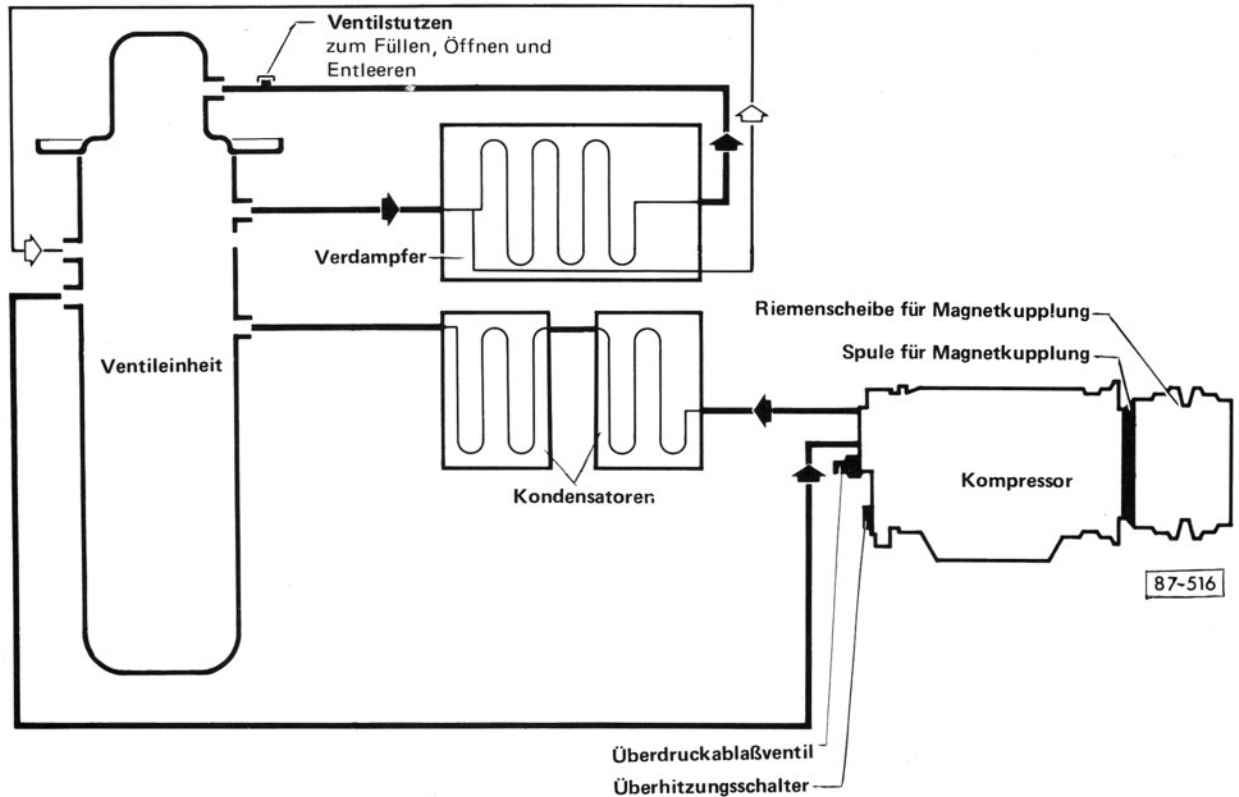 Ventilstutzen
zum Füllen, Öffnen und
Entleeren
Verdampfer
Riemenscheibe für Magnetkupplung
Spule für Magnetkupplung
Ventileinheit
Kompressor
Kondensatoren
87-516
Überdruckablaßventil
Überhitzungsschalter